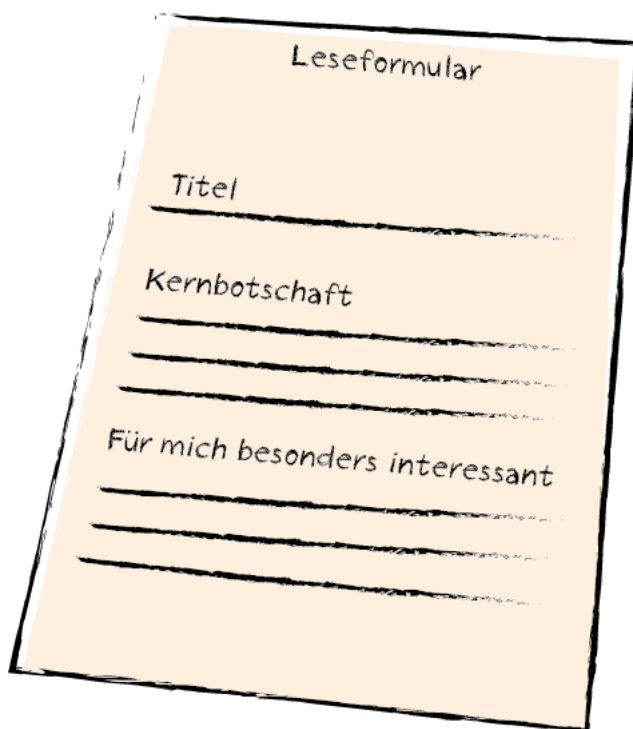 Leseformular
Titel
Kernbotschaft
Für mich besonders interessant